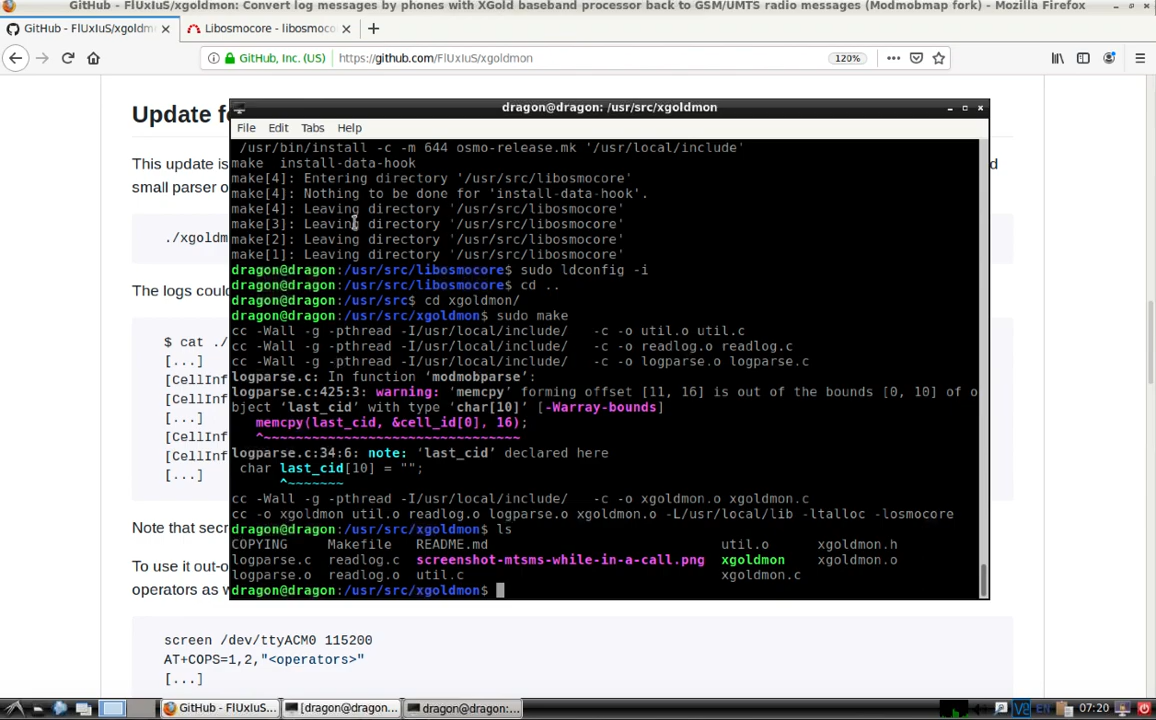 GitHub - FlUxIuS/xgoldmon: Convert log messages by phones with XGold baseband processor back to GSM/UMTS radio messages (Modmobmap fork) - Mozilla Firefox
GitHub - FlUxIuS/xgoldm
Libosmocore - libosmoco
GitHub, Inc. (US)
https://github.com/FlUxIuS/xgoldmon
120%
Update fo
This update is
small parser o
./xgoldm
The logs coul
$ cat ./
[...]
[CellInf
[CellInf
[...]
[CellInf
[CellInf
[...]
Note that secr
To use it out-o
operators as w
screen /dev/ttyACM0 115200
AT+COPS=1,2,"<operators>"
[...]
dragon@dragon: /usr/src/xgoldmon
File Edit Tabs Help
/usr/bin/install -c -m 644 osmo-release.mk '/usr/local/include'
make  install-data-hook
make[4]: Entering directory '/usr/src/libosmocore'
make[4]: Nothing to be done for 'install-data-hook'.
make[4]: Leaving directory '/usr/src/libosmocore'
make[3]: Leaving directory '/usr/src/libosmocore'
make[2]: Leaving directory '/usr/src/libosmocore'
make[1]: Leaving directory '/usr/src/libosmocore'
dragon@dragon:/usr/src/libosmocore$ sudo ldconfig -i
dragon@dragon:/usr/src/libosmocore$ cd ..
dragon@dragon:/usr/src$ cd xgoldmon/
dragon@dragon:/usr/src/xgoldmon$ sudo make
cc -Wall -g -pthread -I/usr/local/include/   -c -o util.o util.c
cc -Wall -g -pthread -I/usr/local/include/   -c -o readlog.o readlog.c
cc -Wall -g -pthread -I/usr/local/include/   -c -o logparse.o logparse.c
logparse.c: In function ‘modmobparse’:
logparse.c:425:3: warning: ‘memcpy’ forming offset [11, 16] is out of the bounds [0, 10] of o
bject ‘last_cid’ with type ‘char[10]’ [-Warray-bounds]
memcpy(last_cid, &cell_id[0], 16);
^~~~~~~~~~~~~~~~~~~~~~~~~~~~~~~~~~
logparse.c:34:6: note: ‘last_cid’ declared here
char last_cid[10] = "";
^~~~~~~~
cc -Wall -g -pthread -I/usr/local/include/   -c -o xgoldmon.o xgoldmon.c
cc -o xgoldmon util.o readlog.o logparse.o xgoldmon.o -L/usr/local/lib -ltalloc -losmocore
dragon@dragon:/usr/src/xgoldmon$ ls
COPYING Makefile README.md util.o xgoldmon.h
logparse.c readlog.c screenshot-mtsms-while-in-a-call.png xgoldmon xgoldmon.o
logparse.o readlog.o util.c xgoldmon.c
dragon@dragon:/usr/src/xgoldmon$
d
GitHub - FlUxIuS...
[dragon@dragon...
dragon@dragon:...
EN
07:20